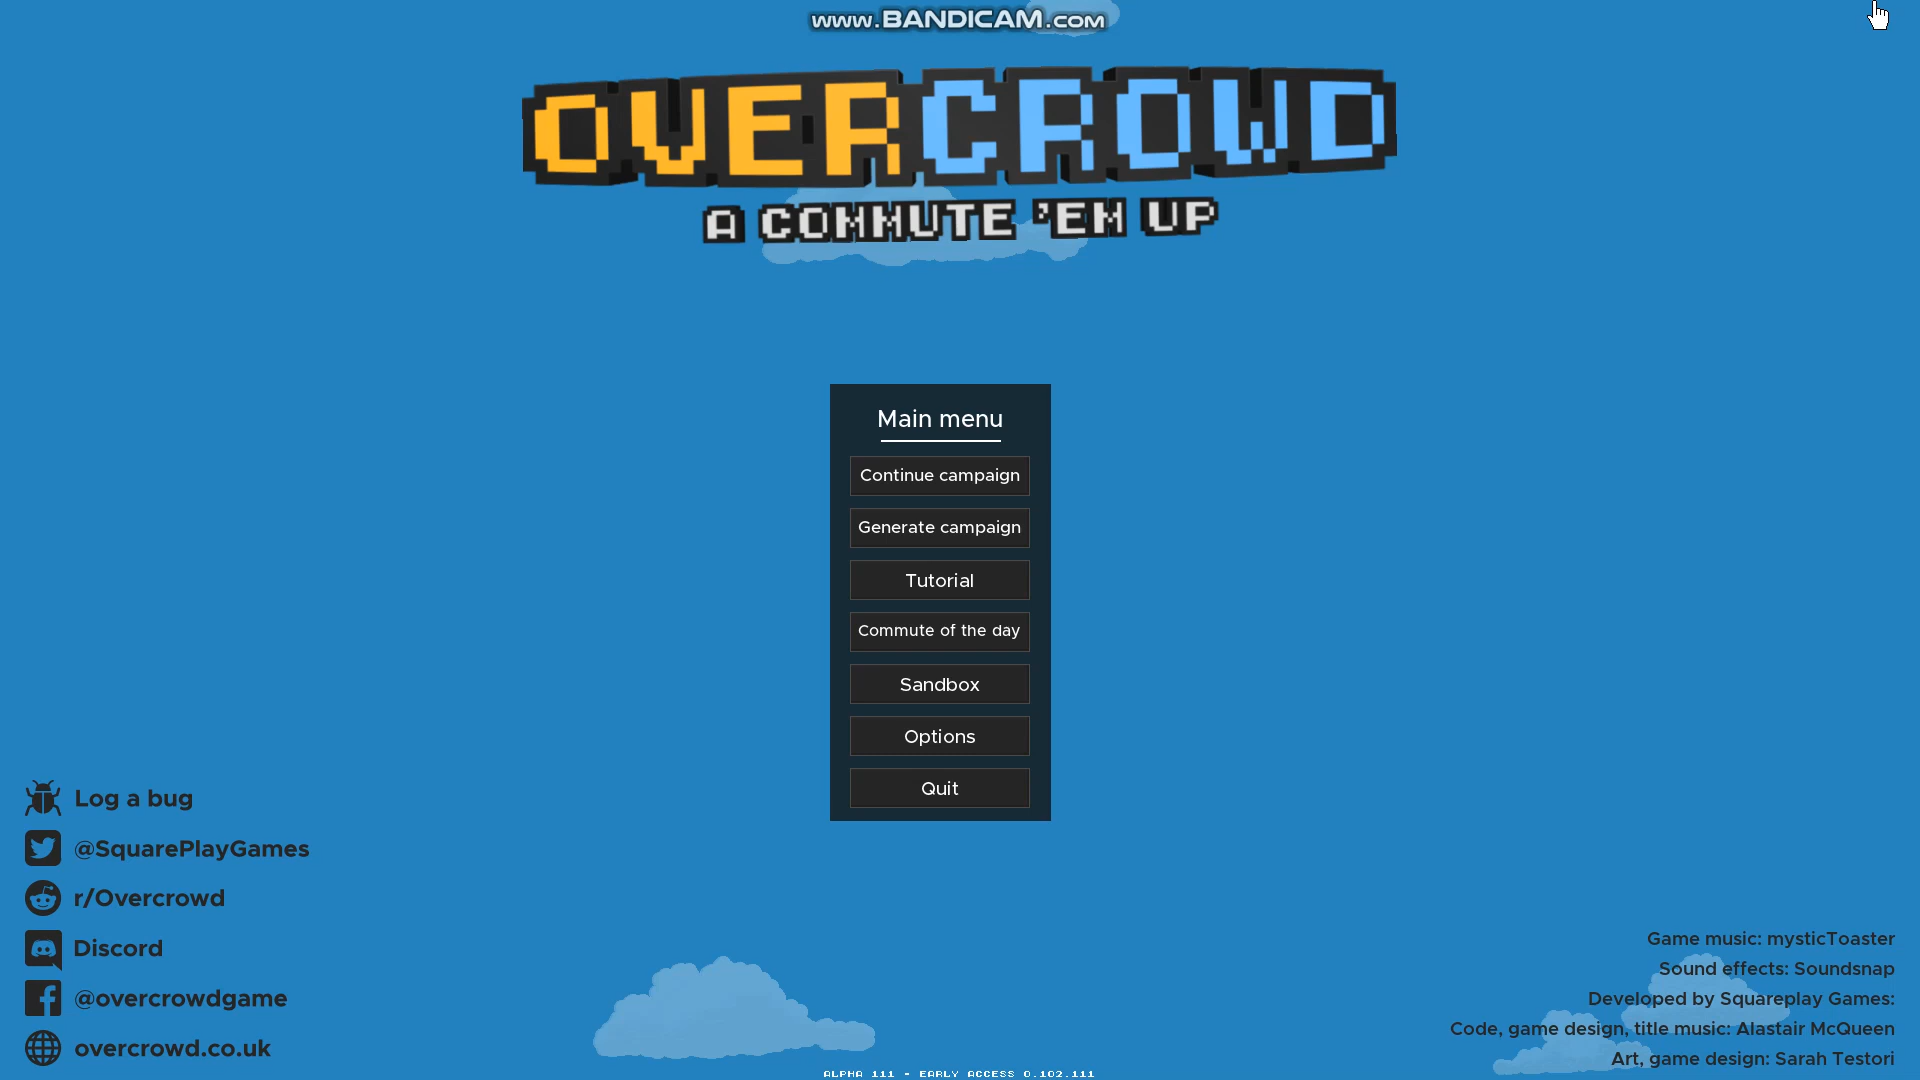 www.BANDICAM.com
OVERCROWD
A COMMUTE 'EM UP
Main menu
Continue campaign
Generate campaign
Tutorial
Commute of the day
Sandbox
Options
Quit
Log a bug
@SquarePlayGames
r/Overcrowd
Discord
@overcrowdgame
overcrowd.co.uk
Game music: mysticToaster
Sound effects: Soundsnap
Developed by Squareplay Games:
Code, game design, title music: Alastair McQueen
Art, game design: Sarah Testori
ALPHA 111 - EARLY ACCESS 0.102.111